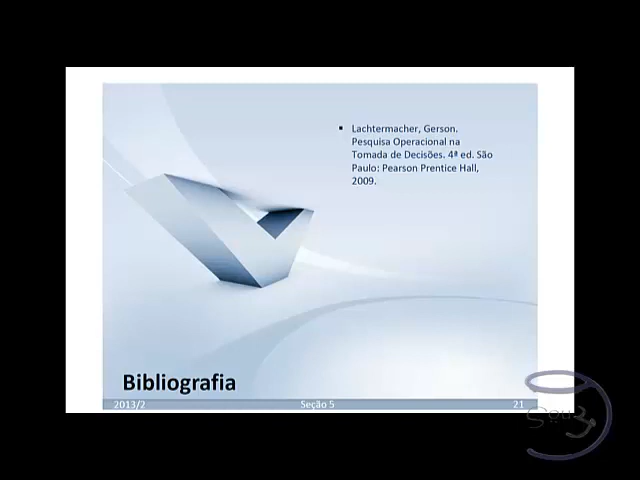 ▪ Lachtermacher, Gerson.
Pesquisa Operacional na
Tomada de Decisões. 4ª ed. São
Paulo: Pearson Prentice Hall,
2009.
Bibliografia
2013/2 Seção 5 21